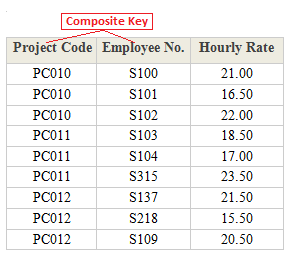 Composite Key
Project Code Employee No. Hourly Rate
PC010 S100 21.00
PC010 S101 16.50
PC010 S102 22.00
PC011 S103 18.50
PC011 S104 17.00
PC011 S315 23.50
PC012 S137 21.50
PC012 S218 15.50
PC012 S109 20.50